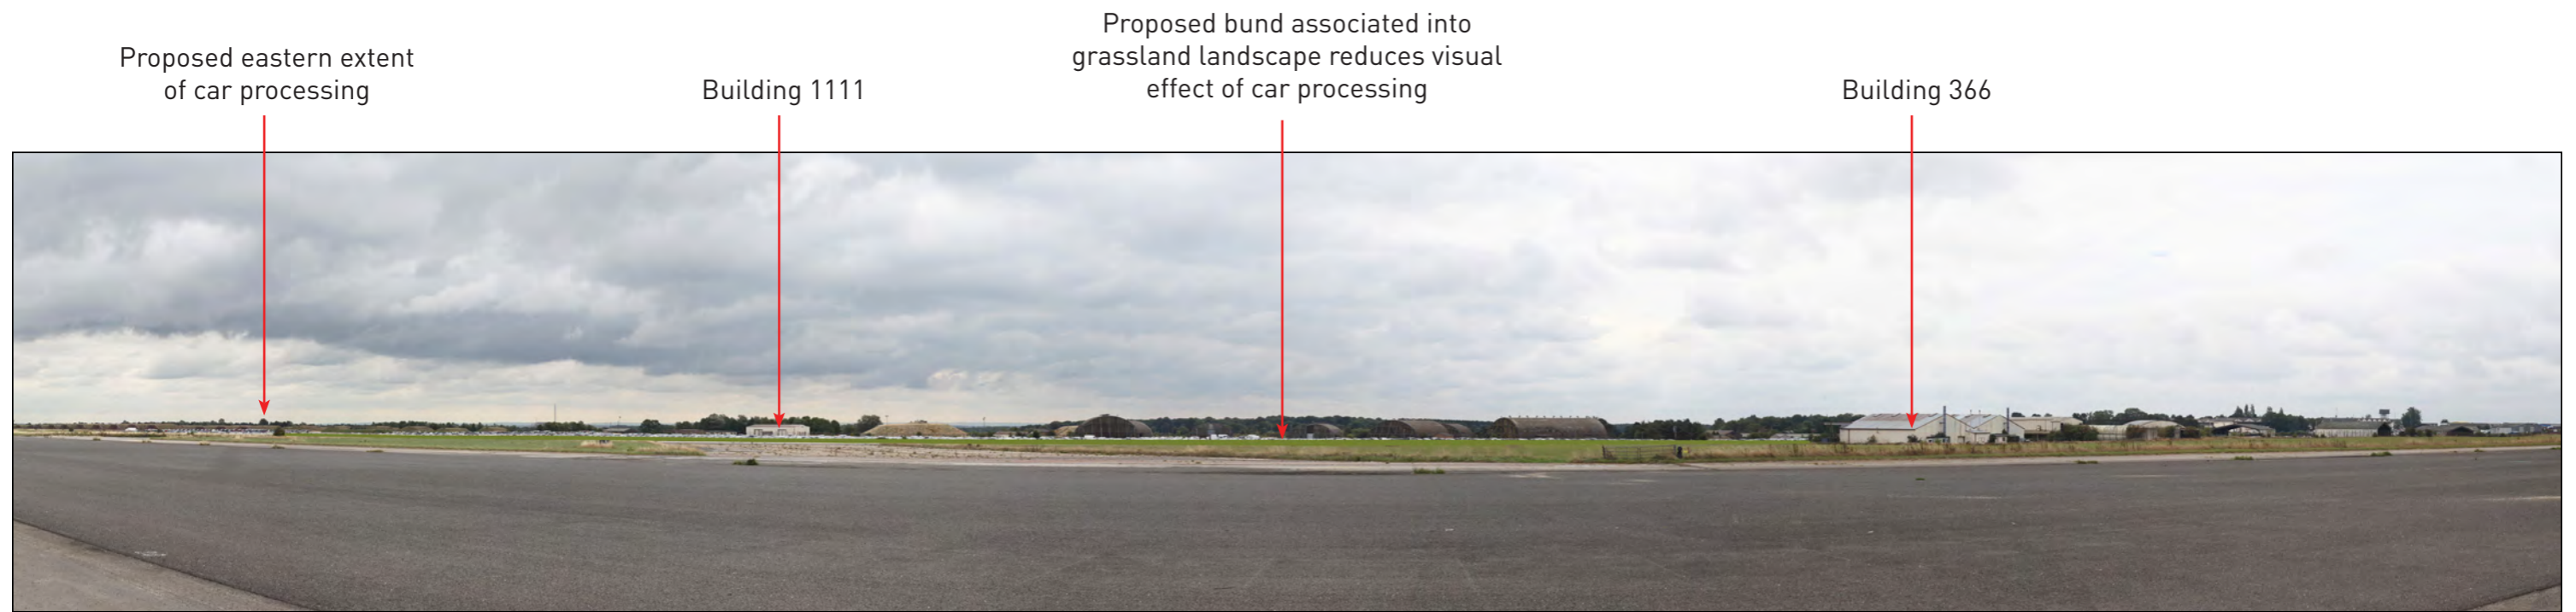 Proposed eastern extent
of car processing
Building 1111
Proposed bund associated into
grassland landscape reduces visual
effect of car processing
Building 366